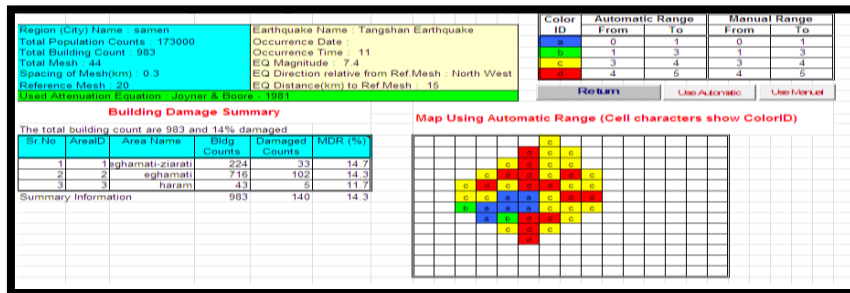 Region (City) Name : samen
Total Population Counts : 173000
Total Building Count : 983
Total Mesh : 44
Spacing of Mesh(km) : 0.3
Reference Mesh : 20
Used Attenuation Equation : Joyner & Boore - 1981
Earthquake Name : Tangshan Earthquake
Occurrence Date :
Occurrence Time : 11
EQ Magnitude : 7.4
EQ Direction relative from Ref.Mesh : North West
EQ Distance(km) to Ref.Mesh : 15
Color ID Automatic Range Manual Range
From To From To
a 0 1 0 1
b 1 3 1 3
c 3 4 3 4
d 4 5 4 5
Return Use Automatic Use Manual
Building Damage Summary
The total building count are 983 and 14% damaged
Sr.No AreaID Area Name Bldg Counts Damaged Counts MDR (%)
1 1 eghamati-ziarati 224 33 14.7
2 2 eghamati 716 102 14.3
3 3 haram 43 5 11.7
Summary Information 983 140 14.3
Map Using Automatic Range (Cell characters show ColorID)